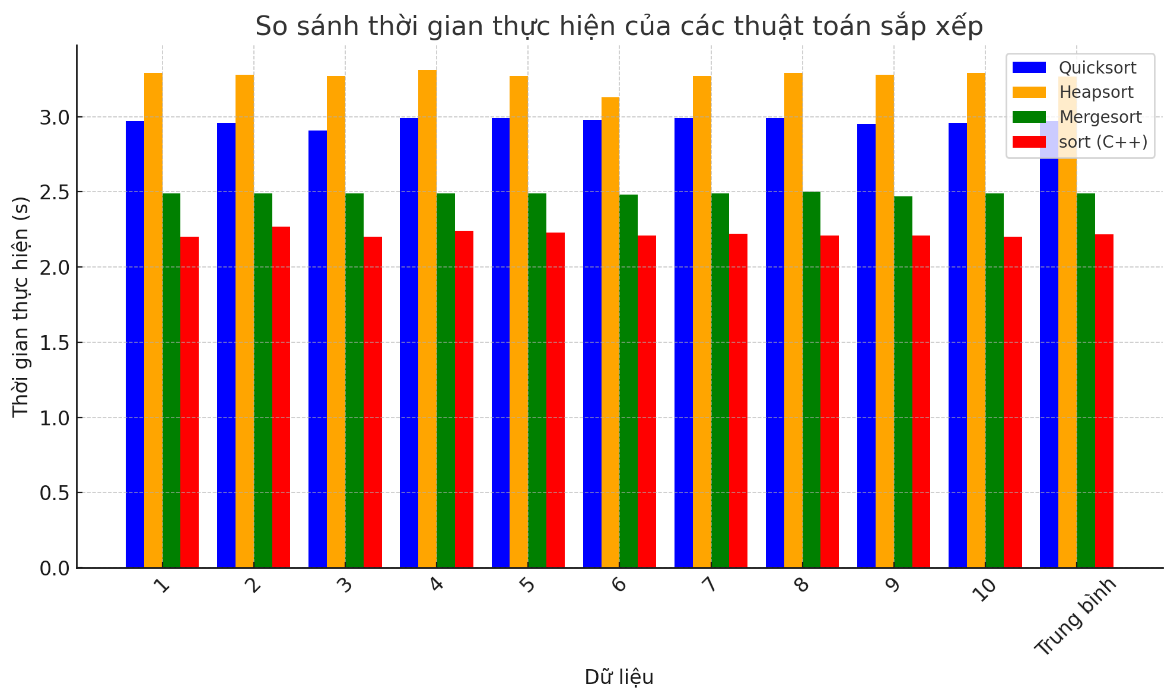 So sánh thời gian thực hiện của các thuật toán sắp xếp
Quicksort
Heapsort
Mergesort
sort (C++)
Thời gian thực hiện (s)
3.0
2.5
2.0
1.5
1.0
0.5
0.0
1 2 3 4 5 6 7 8 9 10 Trung bình
Dữ liệu